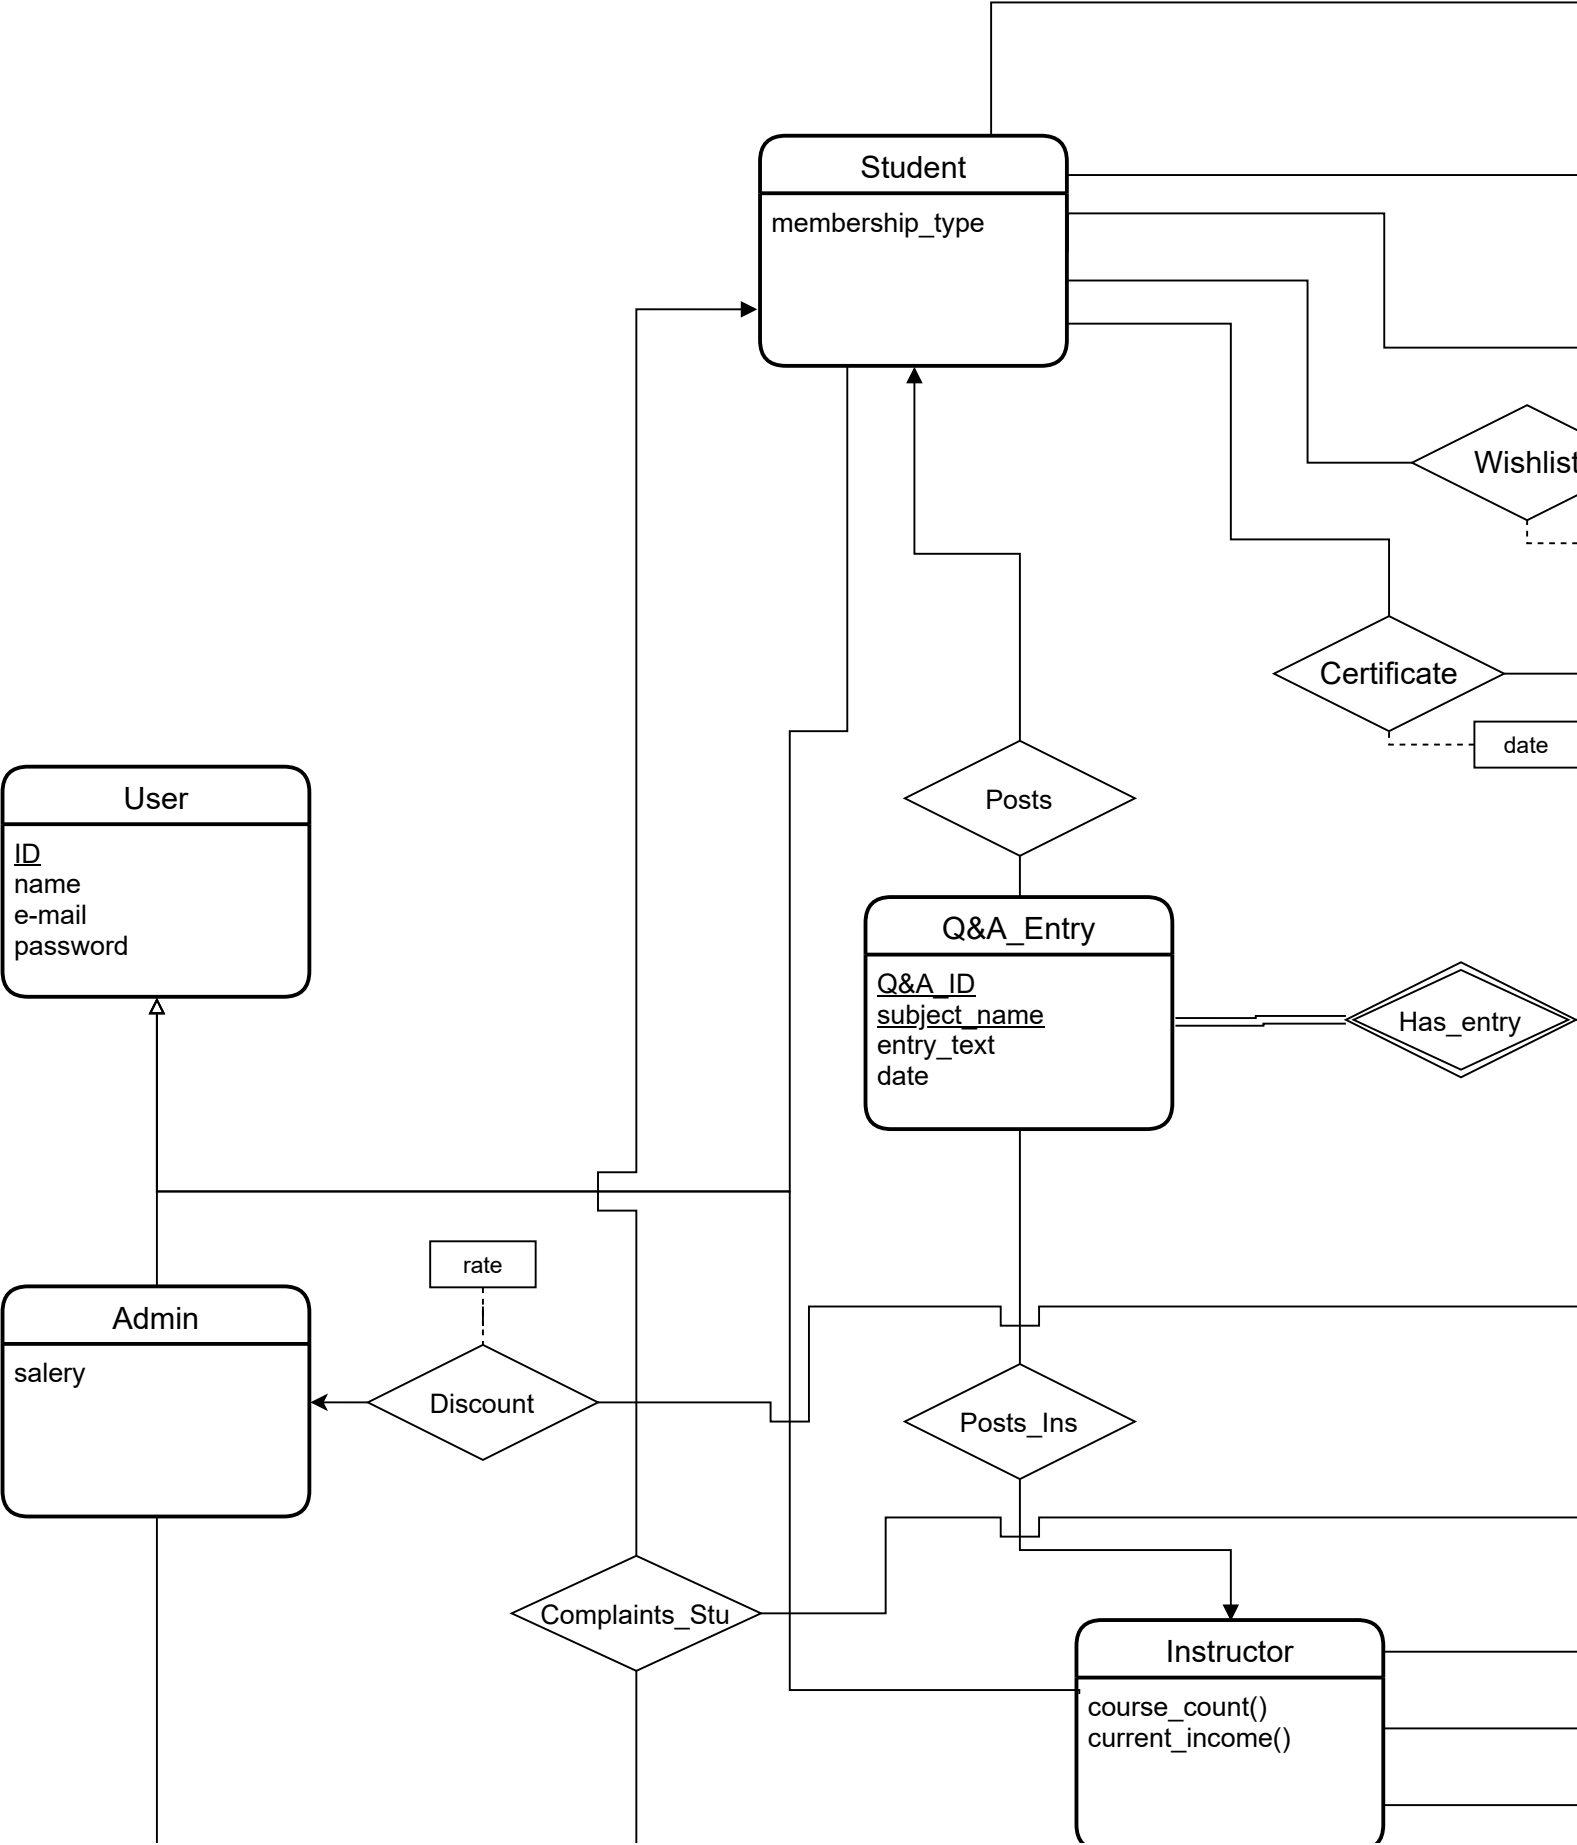 Student
membership_type
Wishlist
Certificate
date
User
ID
name
e-mail
password
Posts
Q&A_Entry
Q&A_ID
subject_name
entry_text
date
Has_entry
rate
Admin
salery
Discount
Posts_Ins
Complaints_Stu
Instructor
course_count()
current_income()